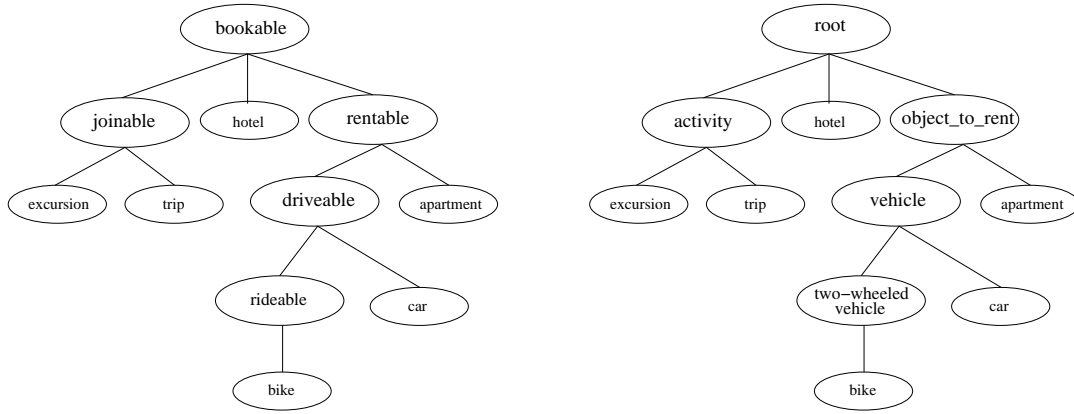 bookable
joinable
hotel
rentable
excursion
trip
driveable
apartment
rideable
car
bike
root
activity
hotel
object_to_rent
excursion
trip
vehicle
apartment
two-wheeled
vehicle
car
bike